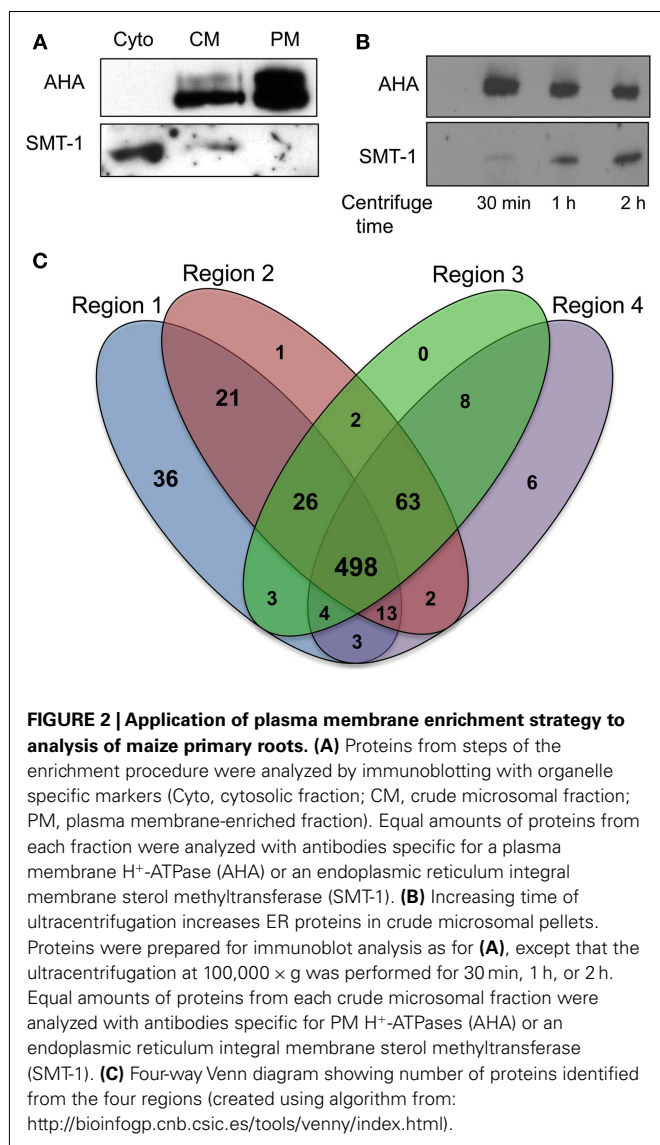 A
Cyto CM PM
AHA
SMT-1
B
AHA
SMT-1
Centrifuge time 30 min 1 h 2 h
C
Region 1
Region 2
Region 3
Region 4
1
0
21
2
8
36
26
63
6
498
3
4
13
2
3
FIGURE 2 | Application of plasma membrane enrichment strategy to
analysis of maize primary roots. (A) Proteins from steps of the
enrichment procedure were analyzed by immunoblotting with organelle
specific markers (Cyto, cytosolic fraction; CM, crude microsomal fraction;
PM, plasma membrane-enriched fraction). Equal amounts of proteins from
each fraction were analyzed with antibodies specific for a plasma
membrane H⁺-ATPase (AHA) or an endoplasmic reticulum integral
membrane sterol methyltransferase (SMT-1). (B) Increasing time of
ultracentrifugation increases ER proteins in crude microsomal pellets.
Proteins were prepared for immunoblot analysis as for (A), except that the
ultracentrifugation at 100,000 × g was performed for 30 min, 1 h, or 2 h.
Equal amounts of proteins from each crude microsomal fraction were
analyzed with antibodies specific for PM H⁺-ATPases (AHA) or an
endoplasmic reticulum integral membrane sterol methyltransferase
(SMT-1). (C) Four-way Venn diagram showing number of proteins identified
from the four regions (created using algorithm from:
http://bioinfogp.cnb.csic.es/tools/venny/index.html).